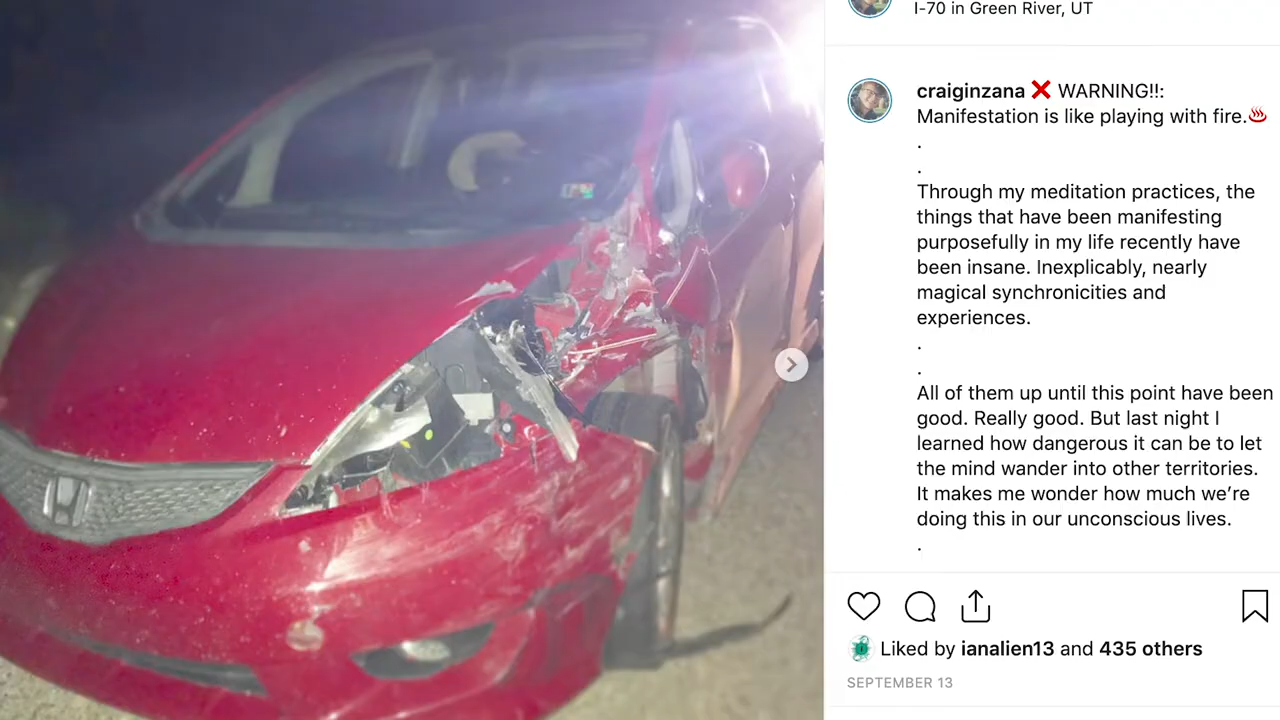 I-70 in Green River, UT
craiginzana ❌ WARNING!!:
Manifestation is like playing with fire.♨️
.
.
Through my meditation practices, the
things that have been manifesting
purposefully in my life recently have
been insane. Inexplicably, nearly
magical synchronicities and
experiences.
.
.
All of them up until this point have been
good. Really good. But last night I
learned how dangerous it can be to let
the mind wander into other territories.
It makes me wonder how much we’re
doing this in our unconscious lives.
.
Liked by ianalien13 and 435 others
SEPTEMBER 13